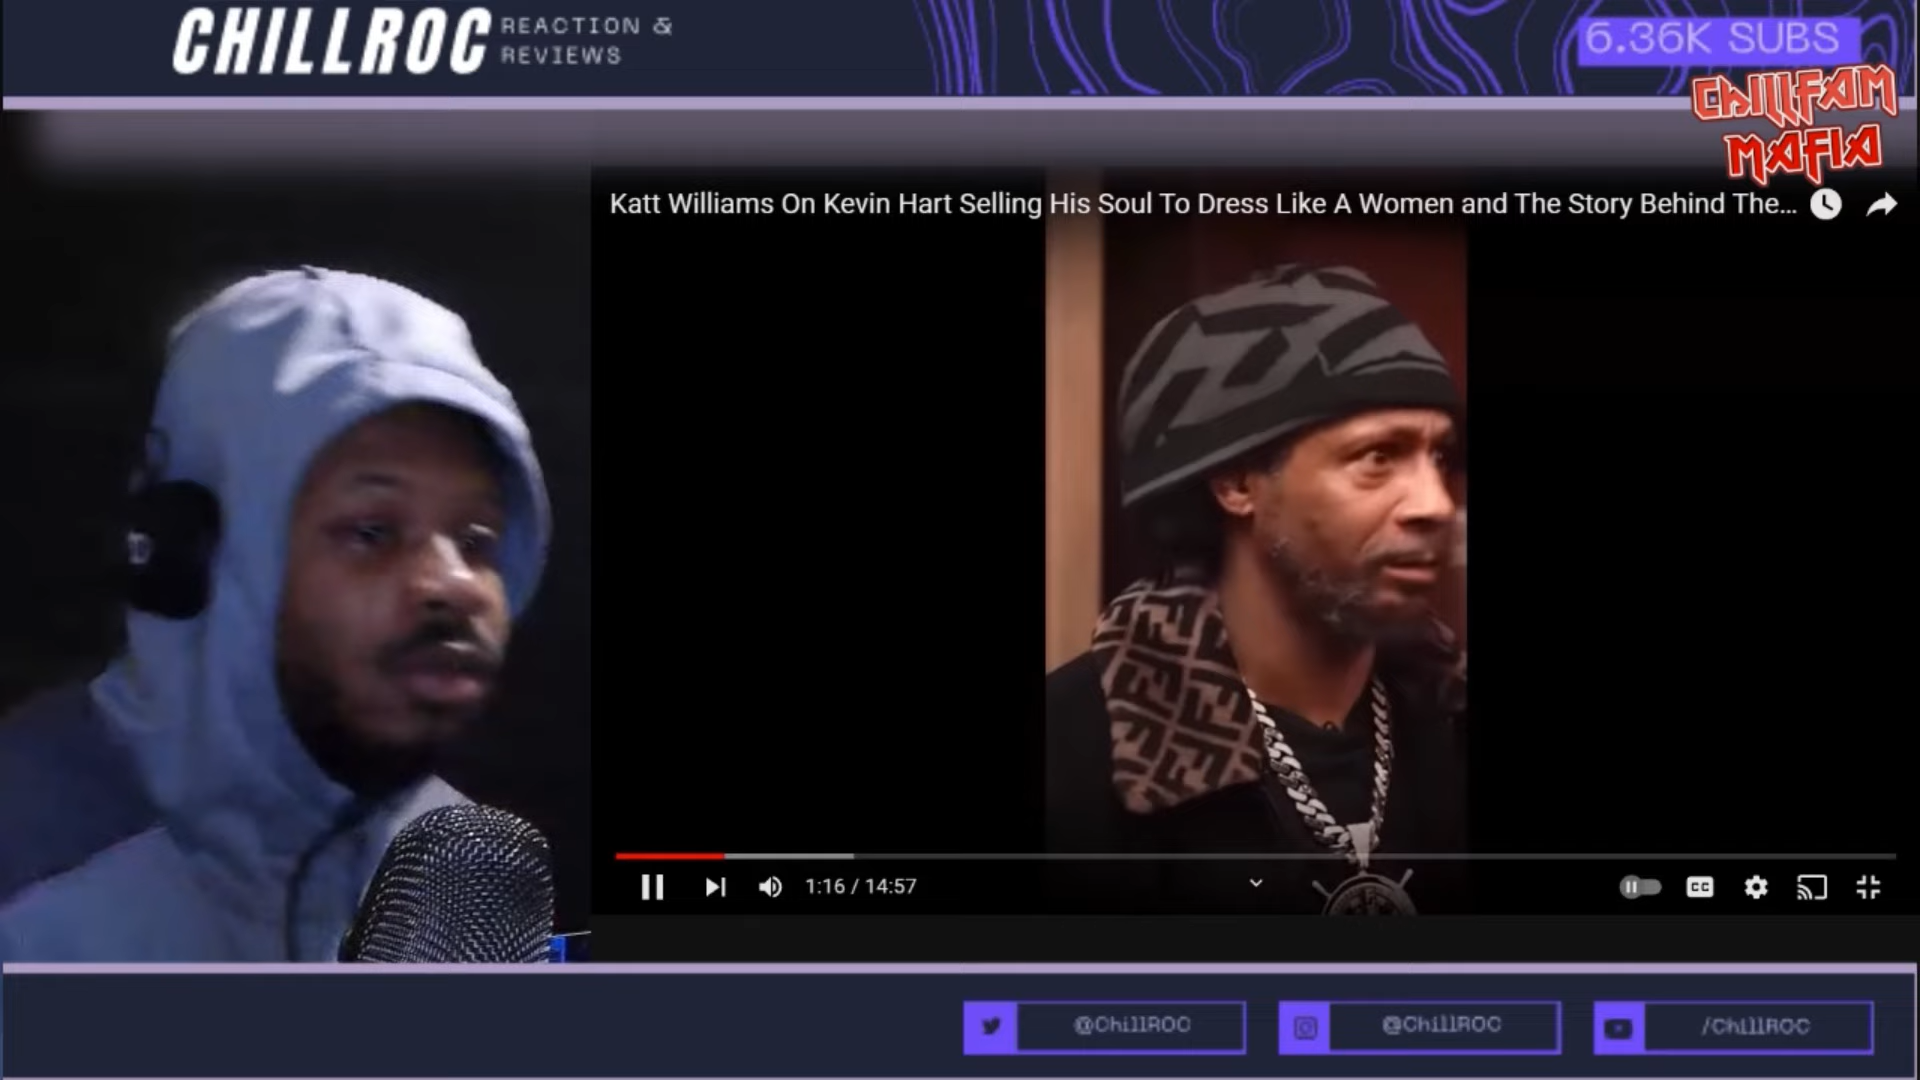 CHILLROC
REACTION &
REVIEWS
6.36K SUBS
ChillFAM
MAFIA
Katt Williams On Kevin Hart Selling His Soul To Dress Like A Women and The Story Behind The...
1:16 / 14:57
CC
@ChillROC
@ChillROC
/ChillROC